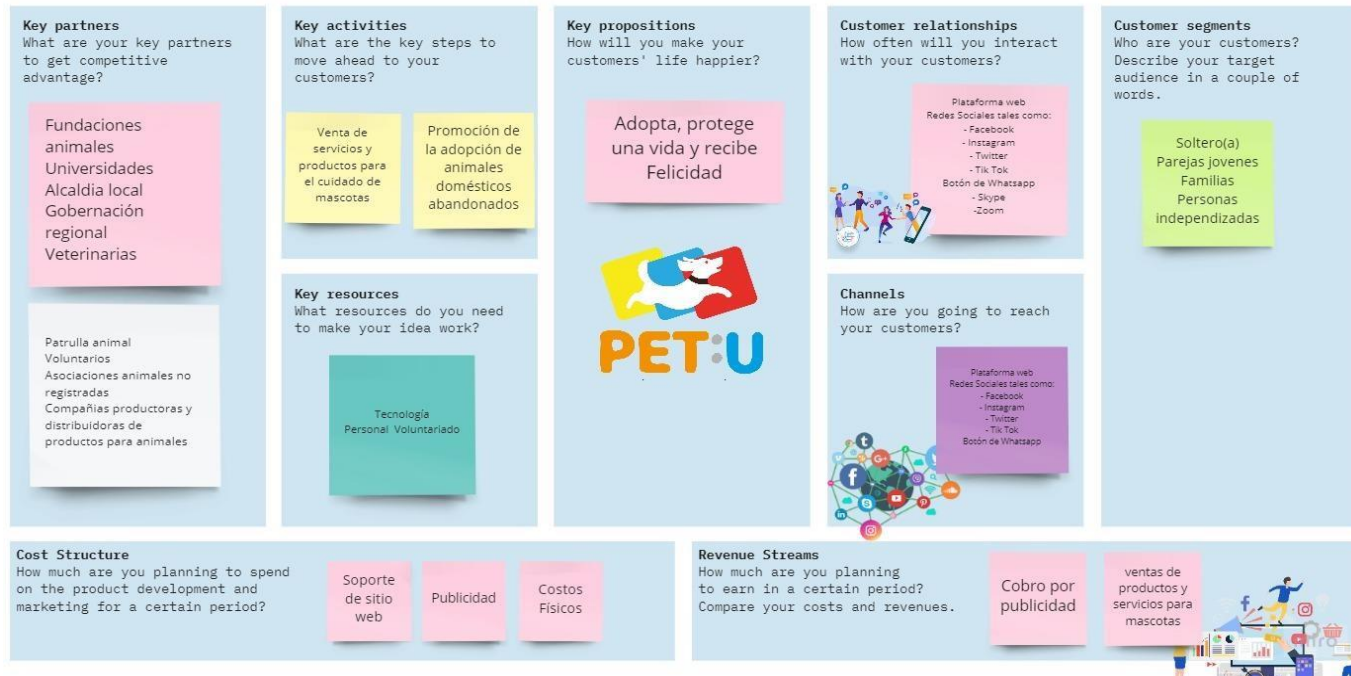 Key partners
What are your key partners
to get competitive
advantage?
Fundaciones
animales
Universidades
Alcaldia local
Gobernación
regional
Veterinarias
Patrulla animal
Voluntarios
Asociaciones animales no
registradas
Compañias productoras y
distribuidoras de
productos para animales
Key activities
What are the key steps to
move ahead to your
customers?
Venta de
servicios y
productos para
el cuidado de
mascotas
Promoción de
la adopción de
animales
domésticos
abandonados
Key resources
What resources do you need
to make your idea work?
Tecnología
Personal Voluntariado
Key propositions
How will you make your
customers' life happier?
Adopta, protege
una vida y recibe
Felicidad
PET:U
Customer relationships
How often will you interact
with your customers?
Plataforma web
Redes Sociales tales como:
- Facebook
- Instagram
- Twitter
- Tik Tok
Botón de Whatsapp
- Skype
-Zoom
Channels
How are you going to reach
your customers?
Plataforma web
Redes Sociales tales como:
- Facebook
- Instagram
- Twitter
- Tik Tok
Botón de Whatsapp
Customer segments
Who are your customers?
Describe your target
audience in a couple of
words.
Soltero(a)
Parejas jovenes
Familias
Personas
independizadas
Cost Structure
How much are you planning to spend
on the product development and
marketing for a certain period?
Soporte
de sitio
web
Publicidad
Costos
Físicos
Revenue Streams
How much are you planning
to earn in a certain period?
Compare your costs and revenues.
Cobro por
publicidad
ventas de
productos y
servicios para
mascotas